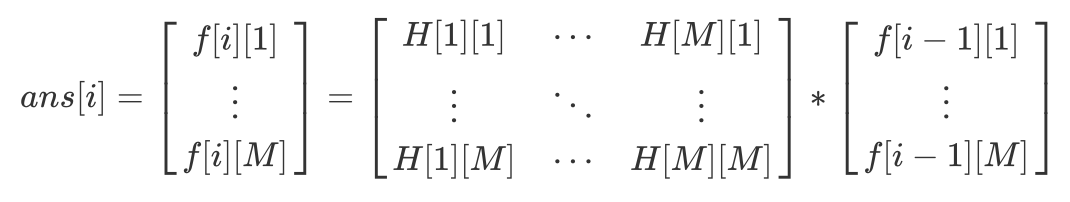 ans[i] = [ f[i][1] ⋮ f[i][M] ] = [ H[1][1] ⋯ H[M][1] ⋮ ⋱ ⋮ H[1][M] ⋯ H[M][M] ] * [ f[i − 1][1] ⋮ f[i − 1][M] ]